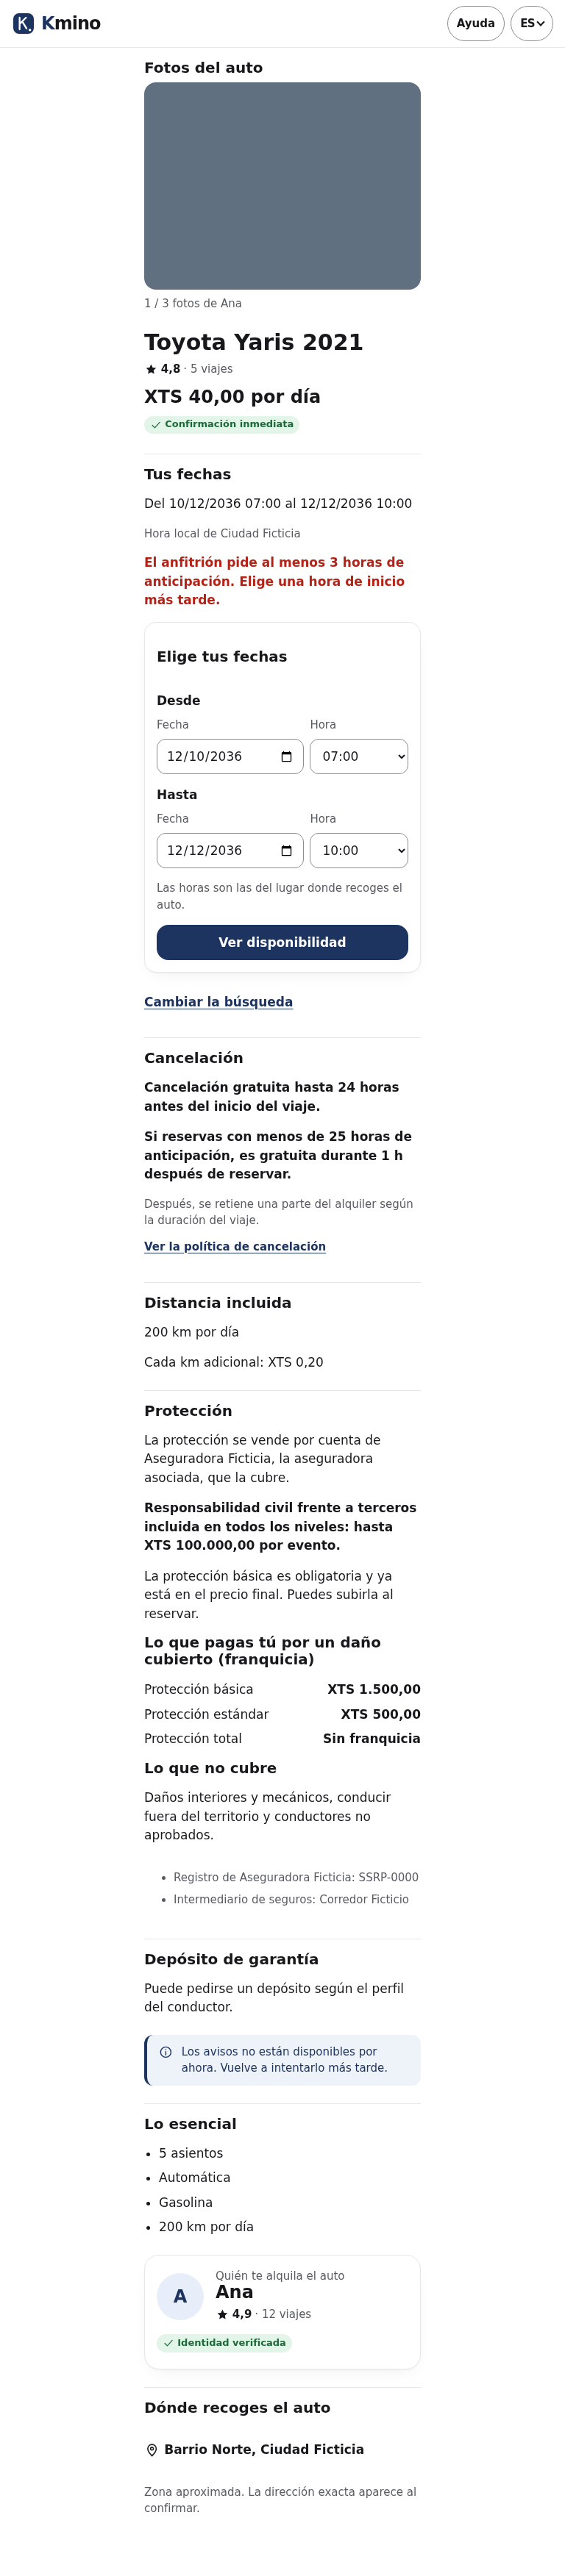 Kmino
Ayuda
ES
Fotos del auto
1 / 3 fotos de Ana
Toyota Yaris 2021
4,8 · 5 viajes
XTS 40,00 por día
Confirmación inmediata
Tus fechas
Del 10/12/2036 07:00 al 12/12/2036 10:00
Hora local de Ciudad Ficticia
El anfitrión pide al menos 3 horas de
anticipación. Elige una hora de inicio
más tarde.
Elige tus fechas
Desde
Fecha Hora
12/10/2036 07:00
Hasta
Fecha Hora
12/12/2036 10:00
Las horas son las del lugar donde recoges el
auto.
Ver disponibilidad
Cambiar la búsqueda
Cancelación
Cancelación gratuita hasta 24 horas
antes del inicio del viaje.
Si reservas con menos de 25 horas de
anticipación, es gratuita durante 1 h
después de reservar.
Después, se retiene una parte del alquiler según
la duración del viaje.
Ver la política de cancelación
Distancia incluida
200 km por día
Cada km adicional: XTS 0,20
Protección
La protección se vende por cuenta de
Aseguradora Ficticia, la aseguradora
asociada, que la cubre.
Responsabilidad civil frente a terceros
incluida en todos los niveles: hasta
XTS 100.000,00 por evento.
La protección básica es obligatoria y ya
está en el precio final. Puedes subirla al
reservar.
Lo que pagas tú por un daño
cubierto (franquicia)
Protección básica XTS 1.500,00
Protección estándar XTS 500,00
Protección total Sin franquicia
Lo que no cubre
Daños interiores y mecánicos, conducir
fuera del territorio y conductores no
aprobados.
• Registro de Aseguradora Ficticia: SSRP-0000
• Intermediario de seguros: Corredor Ficticio
Depósito de garantía
Puede pedirse un depósito según el perfil
del conductor.
Los avisos no están disponibles por
ahora. Vuelve a intentarlo más tarde.
Lo esencial
• 5 asientos
• Automática
• Gasolina
• 200 km por día
A
Quién te alquila el auto
Ana
4,9 · 12 viajes
Identidad verificada
Dónde recoges el auto
Barrio Norte, Ciudad Ficticia
Zona aproximada. La dirección exacta aparece al
confirmar.